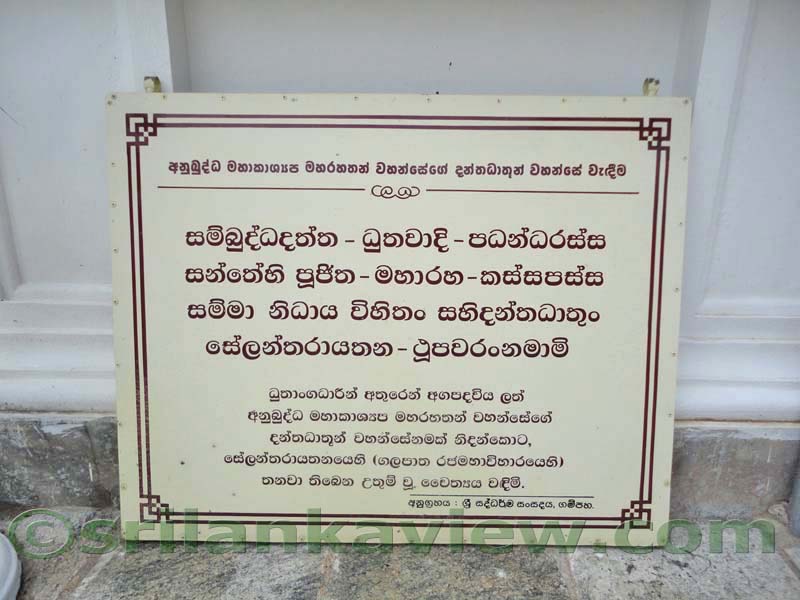 අනුබුද්ධ මහාකාශ්‍යප මහරහතන් වහන්සේගේ දන්තධාතූන් වහන්සේ වැඳීම
සම්බුද්ධදත්ත - ධුතවාදි - පධන්ධරස්ස
සන්තේහි පූජිත - මහාරහ - කස්සපස්ස
සම්මා නිධාය විහිතං සහිදන්තධාතුං
සේලන්තරායතන - ථූපවරංනමාමි
ධුතාංගධාරීන් අතුරෙන් අගපදවිය ලත්
අනුබුද්ධ මහාකාශ්‍යප මහරහතන් වහන්සේගේ
දන්තධාතූන් වහන්සේනමක් නිදන්කොට,
සේලන්තරායතනයෙහි (ගලපාත රජමහාවිහාරයෙහි)
තනවා තිබෙන උතුම් වූ චෛත්‍යය වඳිමි.
අනුග්‍රහය : ශ්‍රී සද්ධර්ම සංසදය, ගම්පහ.
©srilankaview.com